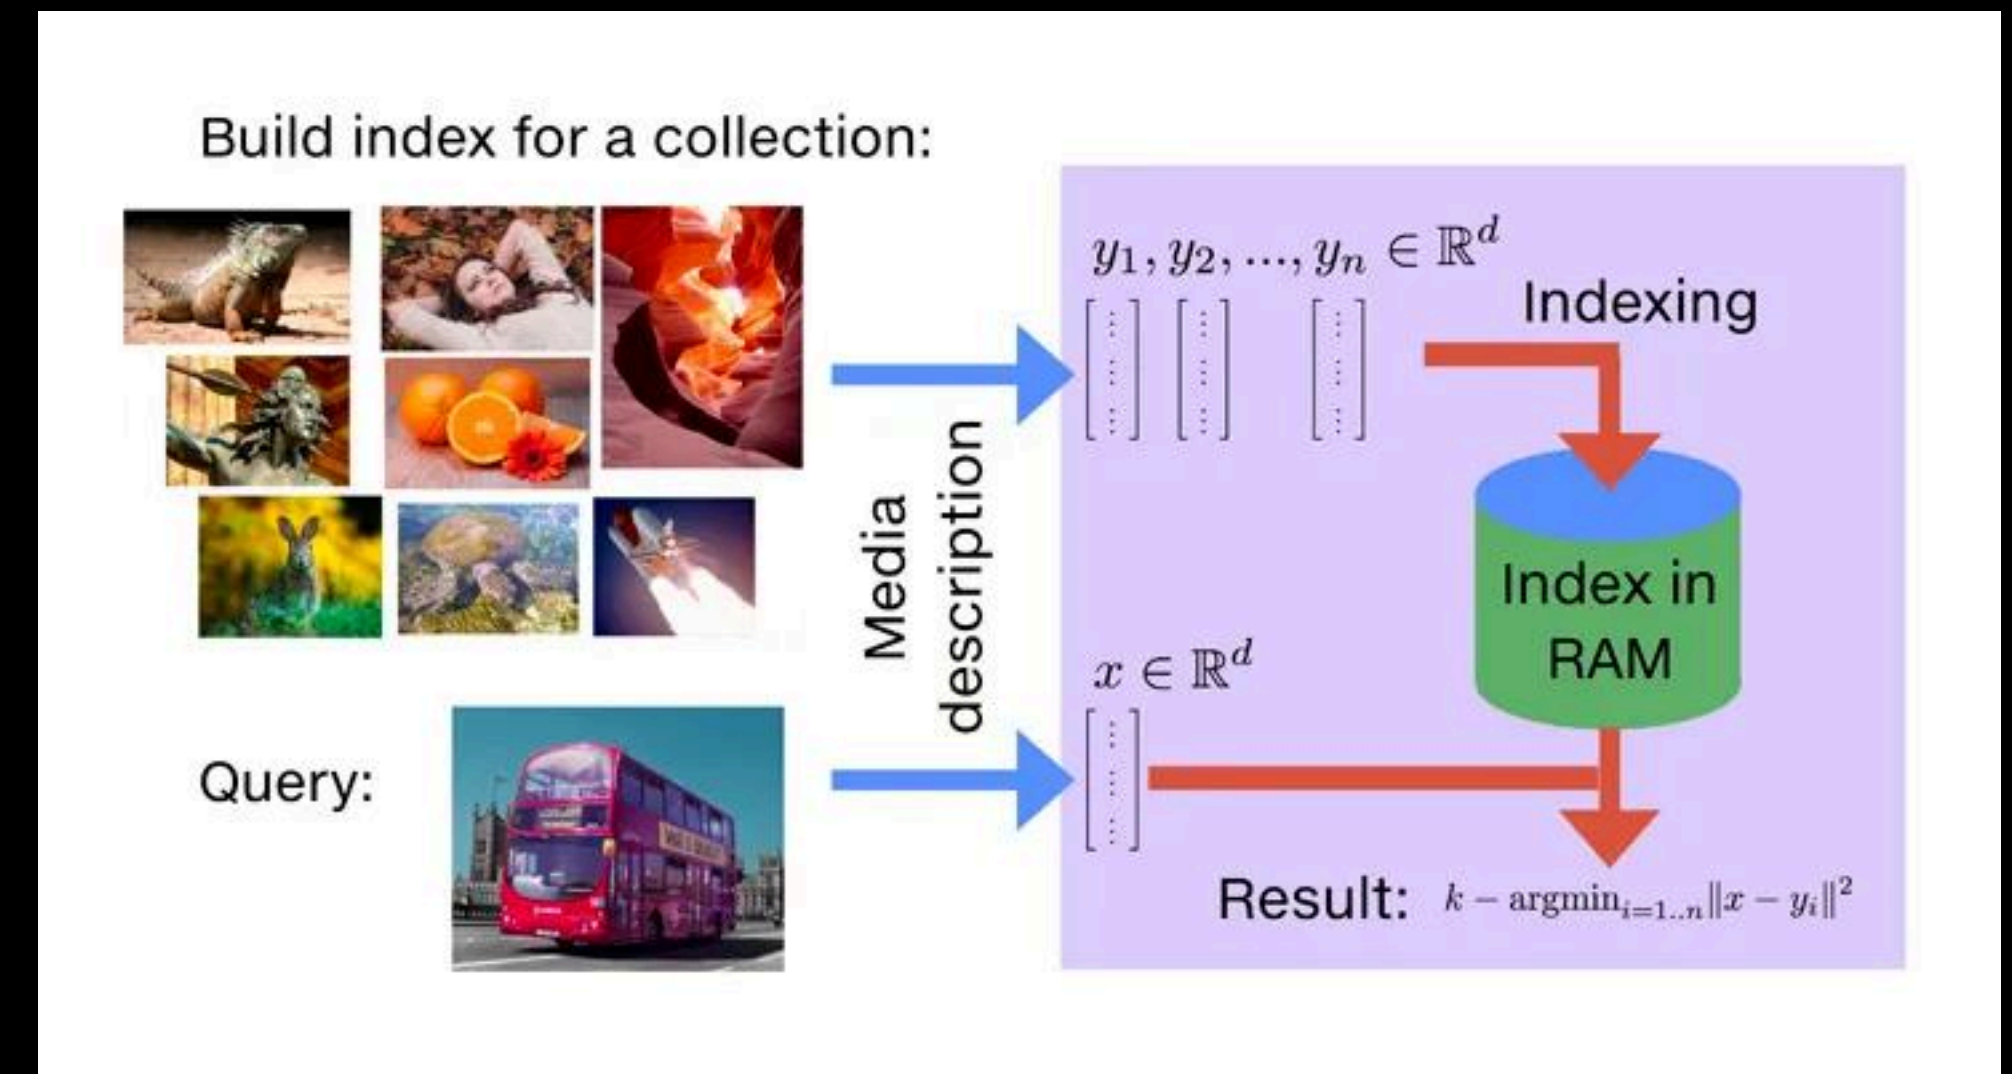 Build index for a collection:
y₁, y₂, ..., yₙ ∈ ℝᵈ
Indexing
Media
description
Index in
RAM
x ∈ ℝᵈ
Query:
Result: k − argminᵢ₌₁..ₙ‖x − yᵢ‖²